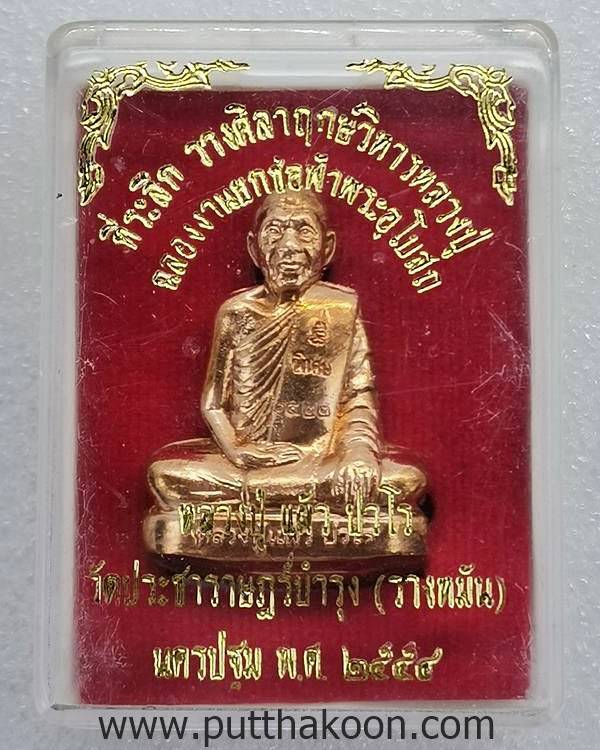 ที่ระลึก วางศิลาฤกษ์วิหารหลวงปู่
ฉลองงานยกช่อฟ้าพระอุโบสถ
หลวงปู่ แผ้ว ปวโร
วัดประชาราษฎร์บำรุง (รางหมัน)
นครปฐม พ.ศ. ๒๕๕๔
www.putthakoon.com